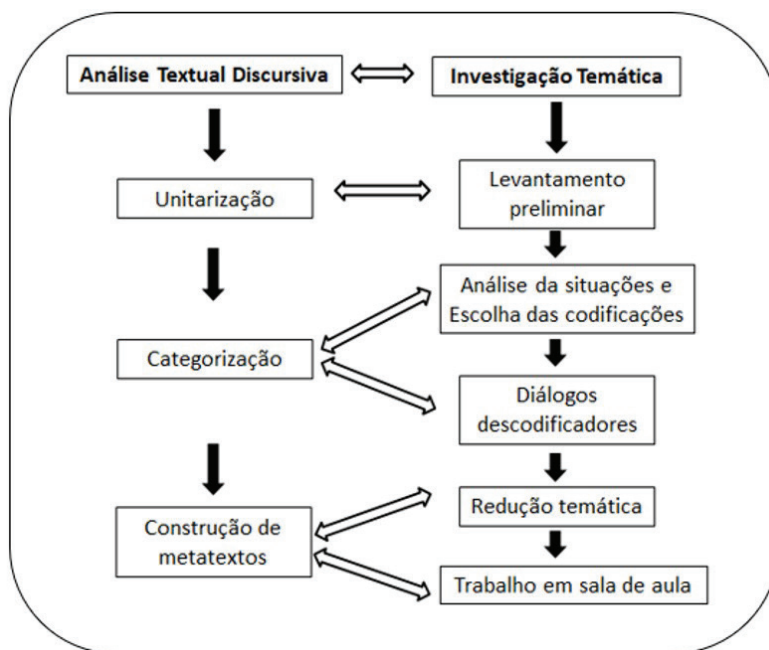 Análise Textual Discursiva
Investigação Temática
Unitarização
Levantamento
preliminar
Análise da situações e
Escolha das codificações
Categorização
Diálogos
descodificadores
Construção de
metatextos
Redução temática
Trabalho em sala de aula